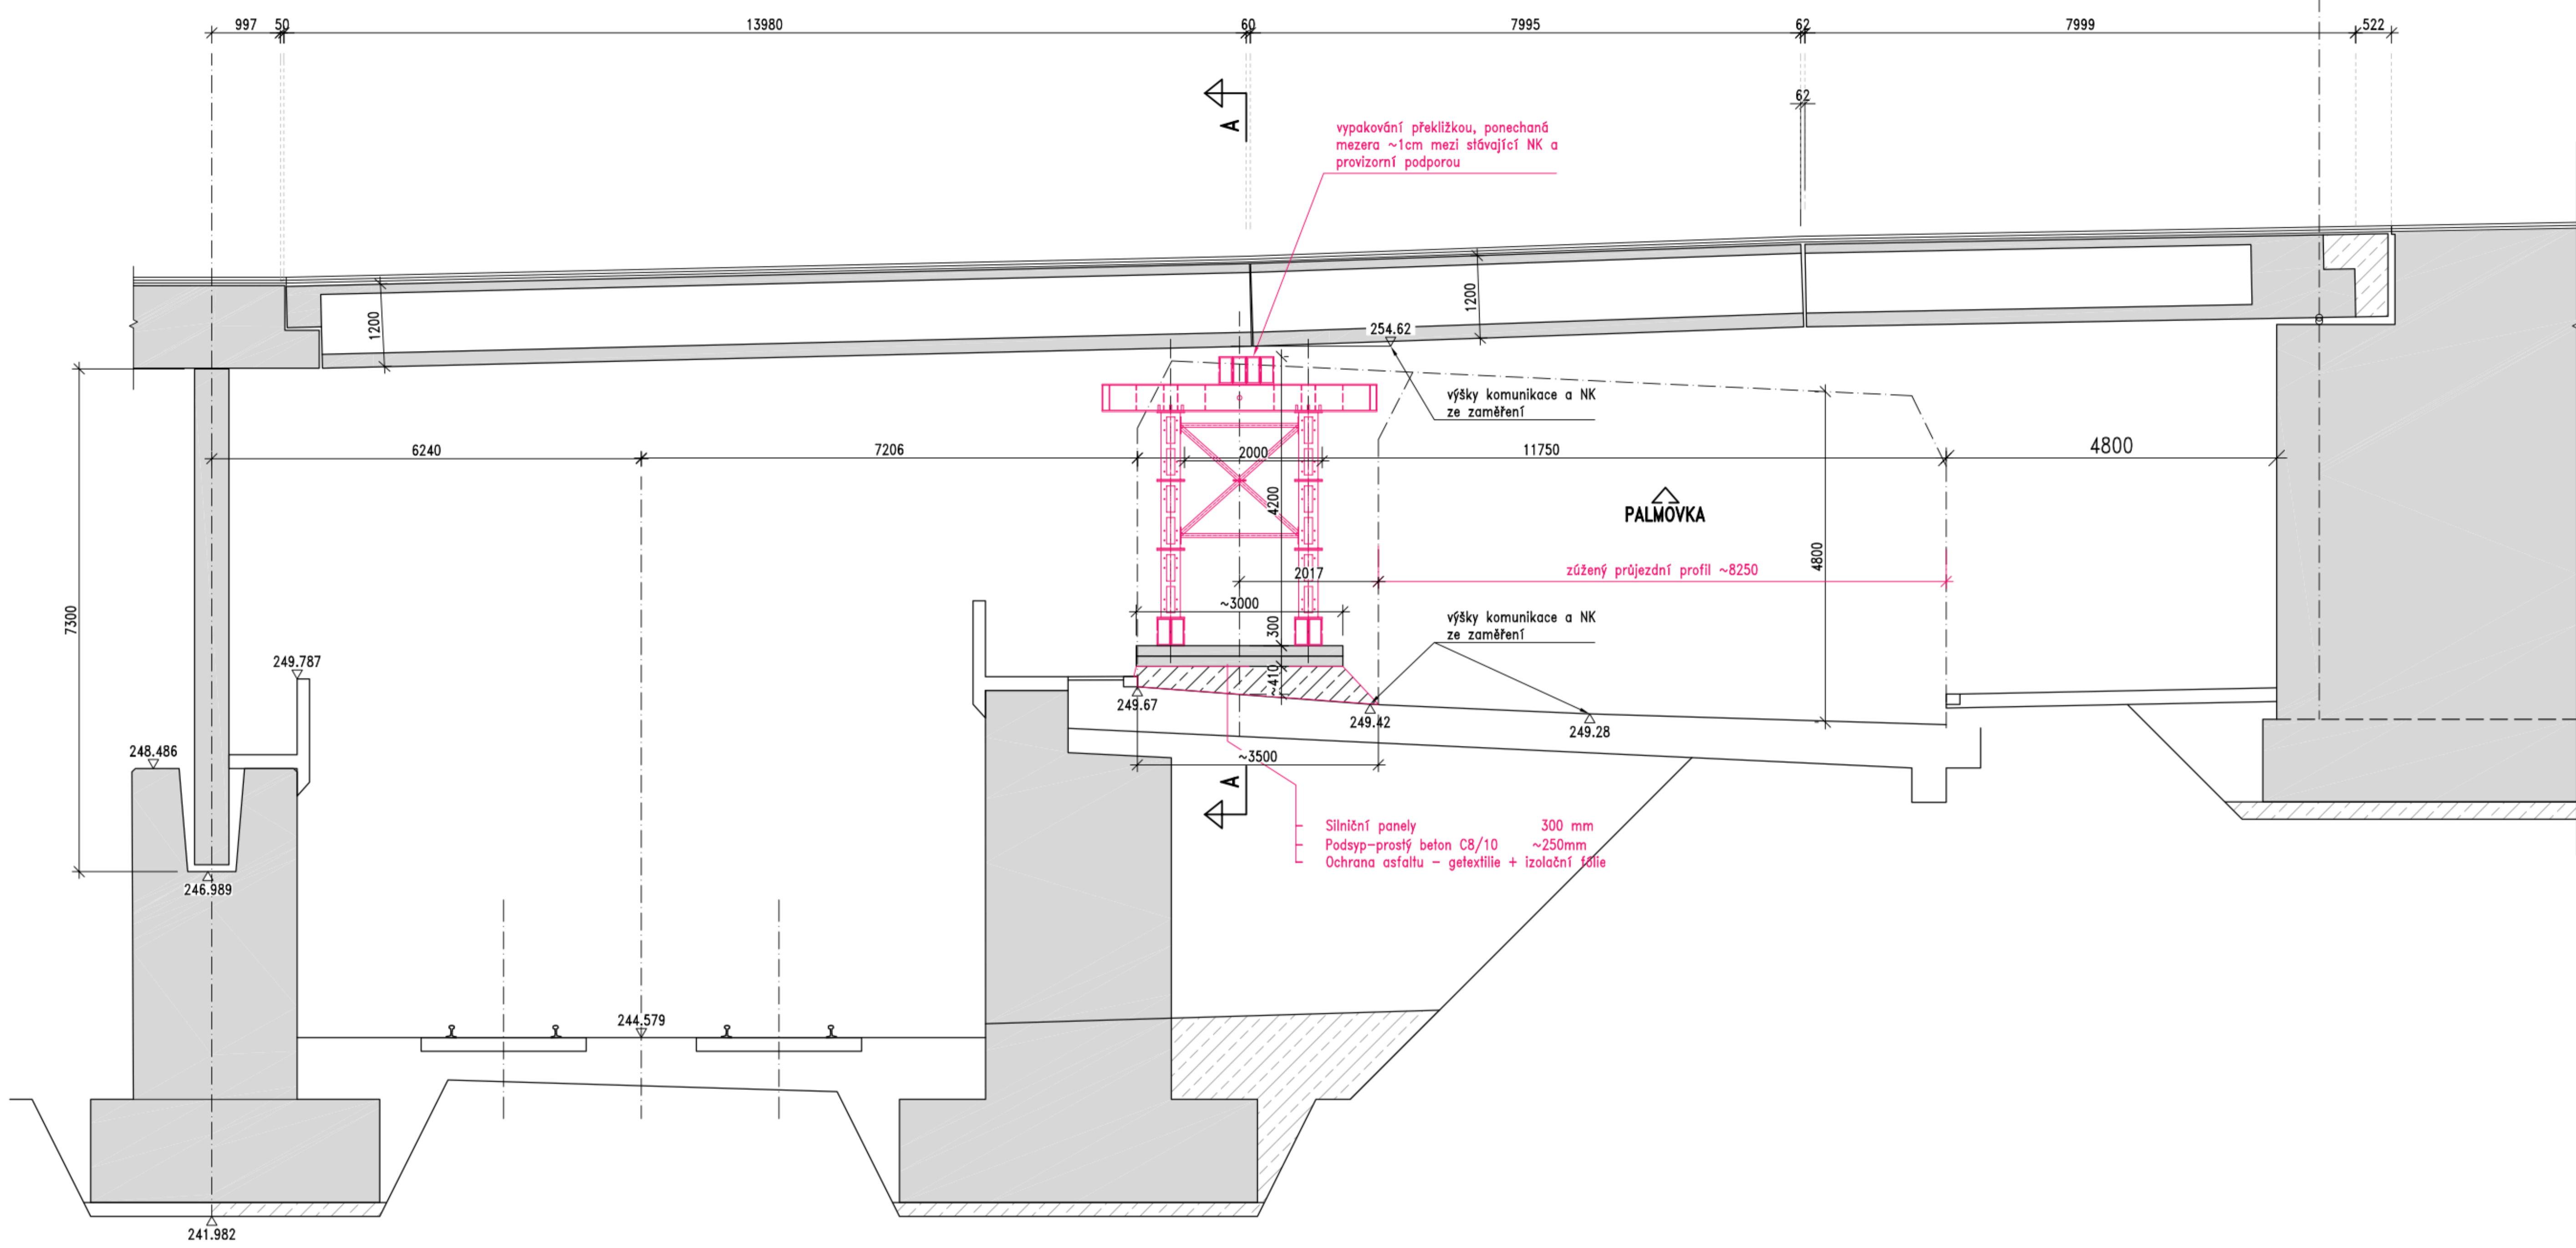 997
50
13980
60
7995
62
7999
522
62
A
vypakování překližkou, ponechaná
mezera ~1cm mezi stávající NK a
provizorní podporou
1200
1200
254.62
výšky komunikace a NK
ze zaměření
6240
7206
2000
11750
4800
4200
PALMOVKA
4800
2017
zúžený průjezdní profil ~8250
~3000
300
výšky komunikace a NK
ze zaměření
7300
249.787
~410
249.67
249.42
249.28
248.486
~3500
A
246.989
Silniční panely 300 mm
Podsyp-prostý beton C8/10 ~250mm
Ochrana asfaltu - getextilie + izolační fólie
244.579
241.982